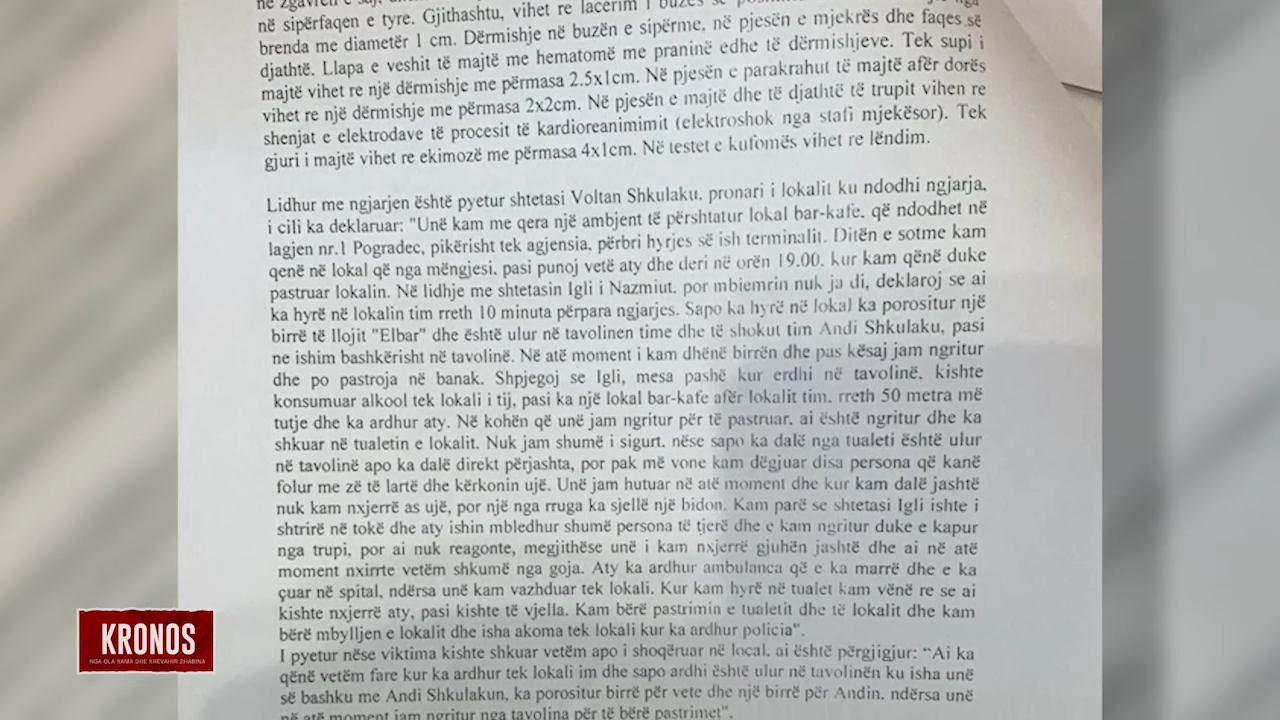 në sipërfaqen e tyre. Gjithashtu, vihet re lacerim i buzës së
brenda me diametër 1 cm. Dërmishje në buzën e sipërme, në pjesën e mjekrës dhe faqes së
djathtë. Llapa e veshit të majtë me hematomë me praninë edhe të dërmishjeve. Tek supi i
majtë vihet re një dërmishje me përmasa 2.5x1cm. Në pjesën e parakrahut të majtë afër dorës
vihet re një dërmishje me përmasa 2x2cm. Në pjesën e majtë dhe të djathtë të trupit vihen re
shenjat e elektrodave të procesit të kardioreanimimit (elektroshok nga stafi mjekësor). Tek
gjuri i majtë vihet re ekimozë me përmasa 4x1cm. Në testet e kufomës vihet re lëndim.
Lidhur me ngjarjen është pyetur shtetasi Voltan Shkulaku, pronari i lokalit ku ndodhi ngjarja,
i cili ka deklaruar: "Unë kam me qera një ambjent të përshtatur lokal bar-kafe, që ndodhet në
lagjen nr.1 Pogradec, pikërisht tek agjensia, përbri hyrjes së ish terminalit. Ditën e sotme kam
qenë në lokal që nga mëngjesi, pasi punoj vetë aty dhe deri në orën 19.00, kur kam qënë duke
pastruar lokalin. Në lidhje me shtetasin Igli i Nazmiut, por mbiemrin nuk ja di, deklaroj se ai
ka hyrë në lokalin tim rreth 10 minuta përpara ngjarjes. Sapo ka hyrë në lokal ka porositur një
birrë të llojit "Elbar" dhe është ulur në tavolinen time dhe të shokut tim Andi Shkulaku, pasi
ne ishim bashkërisht në tavolinë. Në atë moment i kam dhënë birrën dhe pas kësaj jam ngritur
dhe po pastroja në banak. Shpjegoj se Igli, mesa pashë kur erdhi në tavolinë, kishte
konsumuar alkool tek lokali i tij, pasi ka një lokal bar-kafe afër lokalit tim, rreth 50 metra më
tutje dhe ka ardhur aty. Në kohën që unë jam ngritur për të pastruar, ai është ngritur dhe ka
shkuar në tualetin e lokalit. Nuk jam shumë i sigurt, nëse sapo ka dalë nga tualeti është ulur
në tavolinë apo ka dalë direkt përjashta, por pak më vone kam dëgjuar disa persona që kanë
folur me zë të lartë dhe kërkonin ujë. Unë jam hutuar në atë moment dhe kur kam dalë jashtë
nuk kam nxjerrë as ujë, por një nga rruga ka sjellë një bidon. Kam parë se shtetasi Igli ishte i
shtrirë në tokë dhe aty ishin mbledhur shumë persona të tjerë dhe e kam ngritur duke e kapur
nga trupi, por ai nuk reagonte, megjithëse unë i kam nxjerrë gjuhën jashtë dhe ai në atë
moment nxirrte vetëm shkumë nga goja. Aty ka ardhur ambulanca që e ka marrë dhe e ka
çuar në spital, ndërsa unë kam vazhduar tek lokali. Kur kam hyrë në tualet kam vënë re se ai
kishte nxjerrë aty, pasi kishte të vjella. Kam bërë pastrimin e tualetit dhe të lokalit dhe kam
bërë mbylljen e lokalit dhe isha akoma tek lokali kur ka ardhur policia".
I pyetur nëse viktima kishte shkuar vetëm apo i shoqëruar në local, ai është përgjigjur: "Ai ka
qënë vetëm fare kur ka ardhur tek lokali im dhe sapo ardhi është ulur në tavolinën ku isha unë
së bashku me Andi Shkulakun, ka porositur birrë për vete dhe një birrë për Andin, ndërsa unë
në atë moment jam ngritur nga tavolina për të bërë pastrimet".
KRONOS
NGA OLA XAMA DHE XHEVAHIR ZHABINA